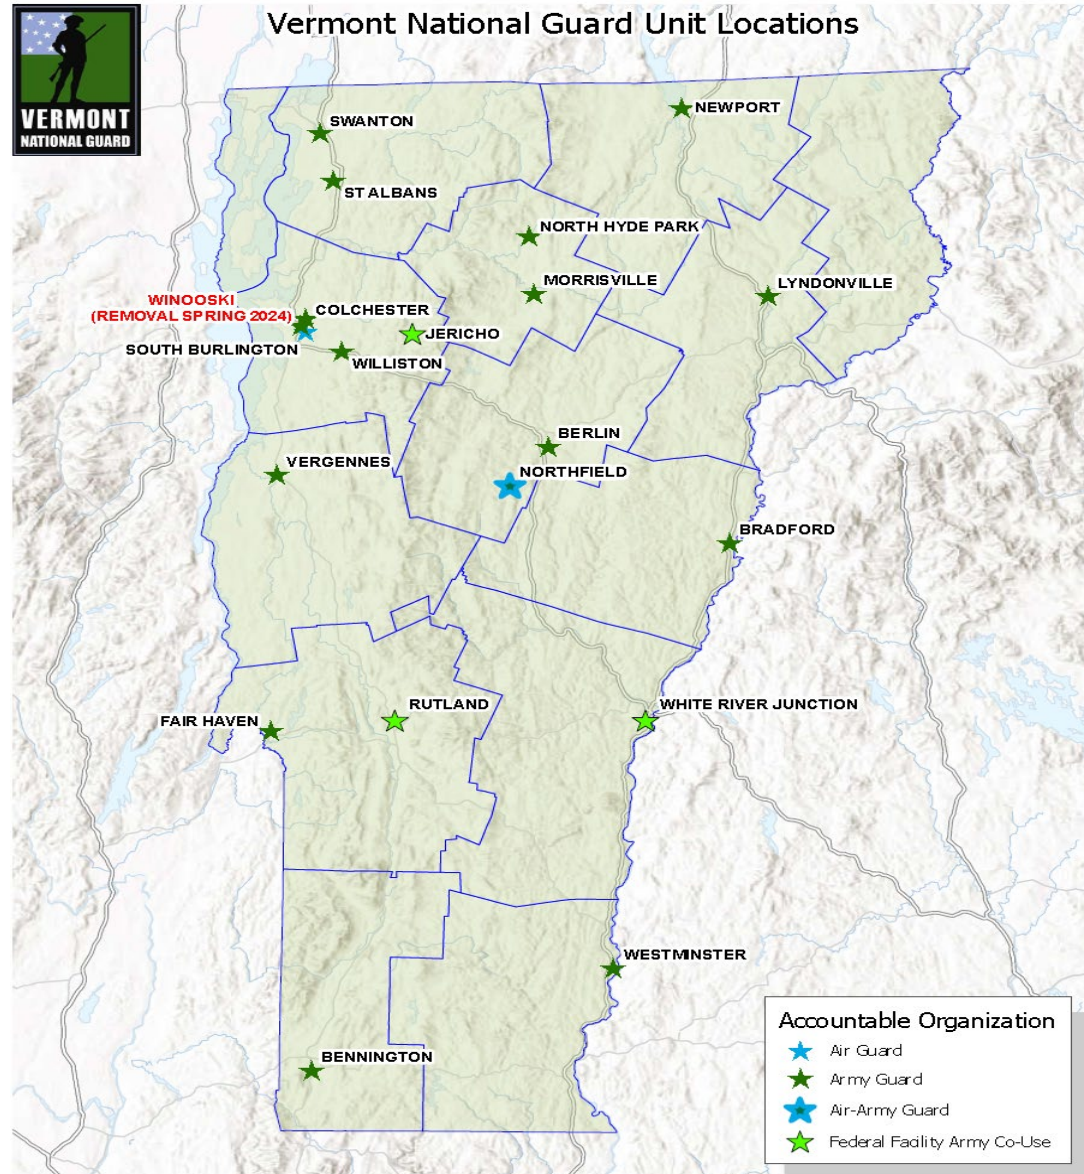 Vermont National Guard Unit Locations
VERMONT
NATIONAL GUARD
SWANTON
NEWPORT
ST ALBANS
NORTH HYDE PARK
MORRISVILLE
LYNDONVILLE
WINOOSKI
(REMOVAL SPRING 2024)
COLCHESTER
JERICHO
SOUTH BURLINGTON
WILLISTON
BERLIN
VERGENNES
NORTHFIELD
BRADFORD
RUTLAND
WHITE RIVER JUNCTION
FAIR HAVEN
WESTMINSTER
BENNINGTON
Accountable Organization
Air Guard
Army Guard
Air-Army Guard
Federal Facility Army Co-Use